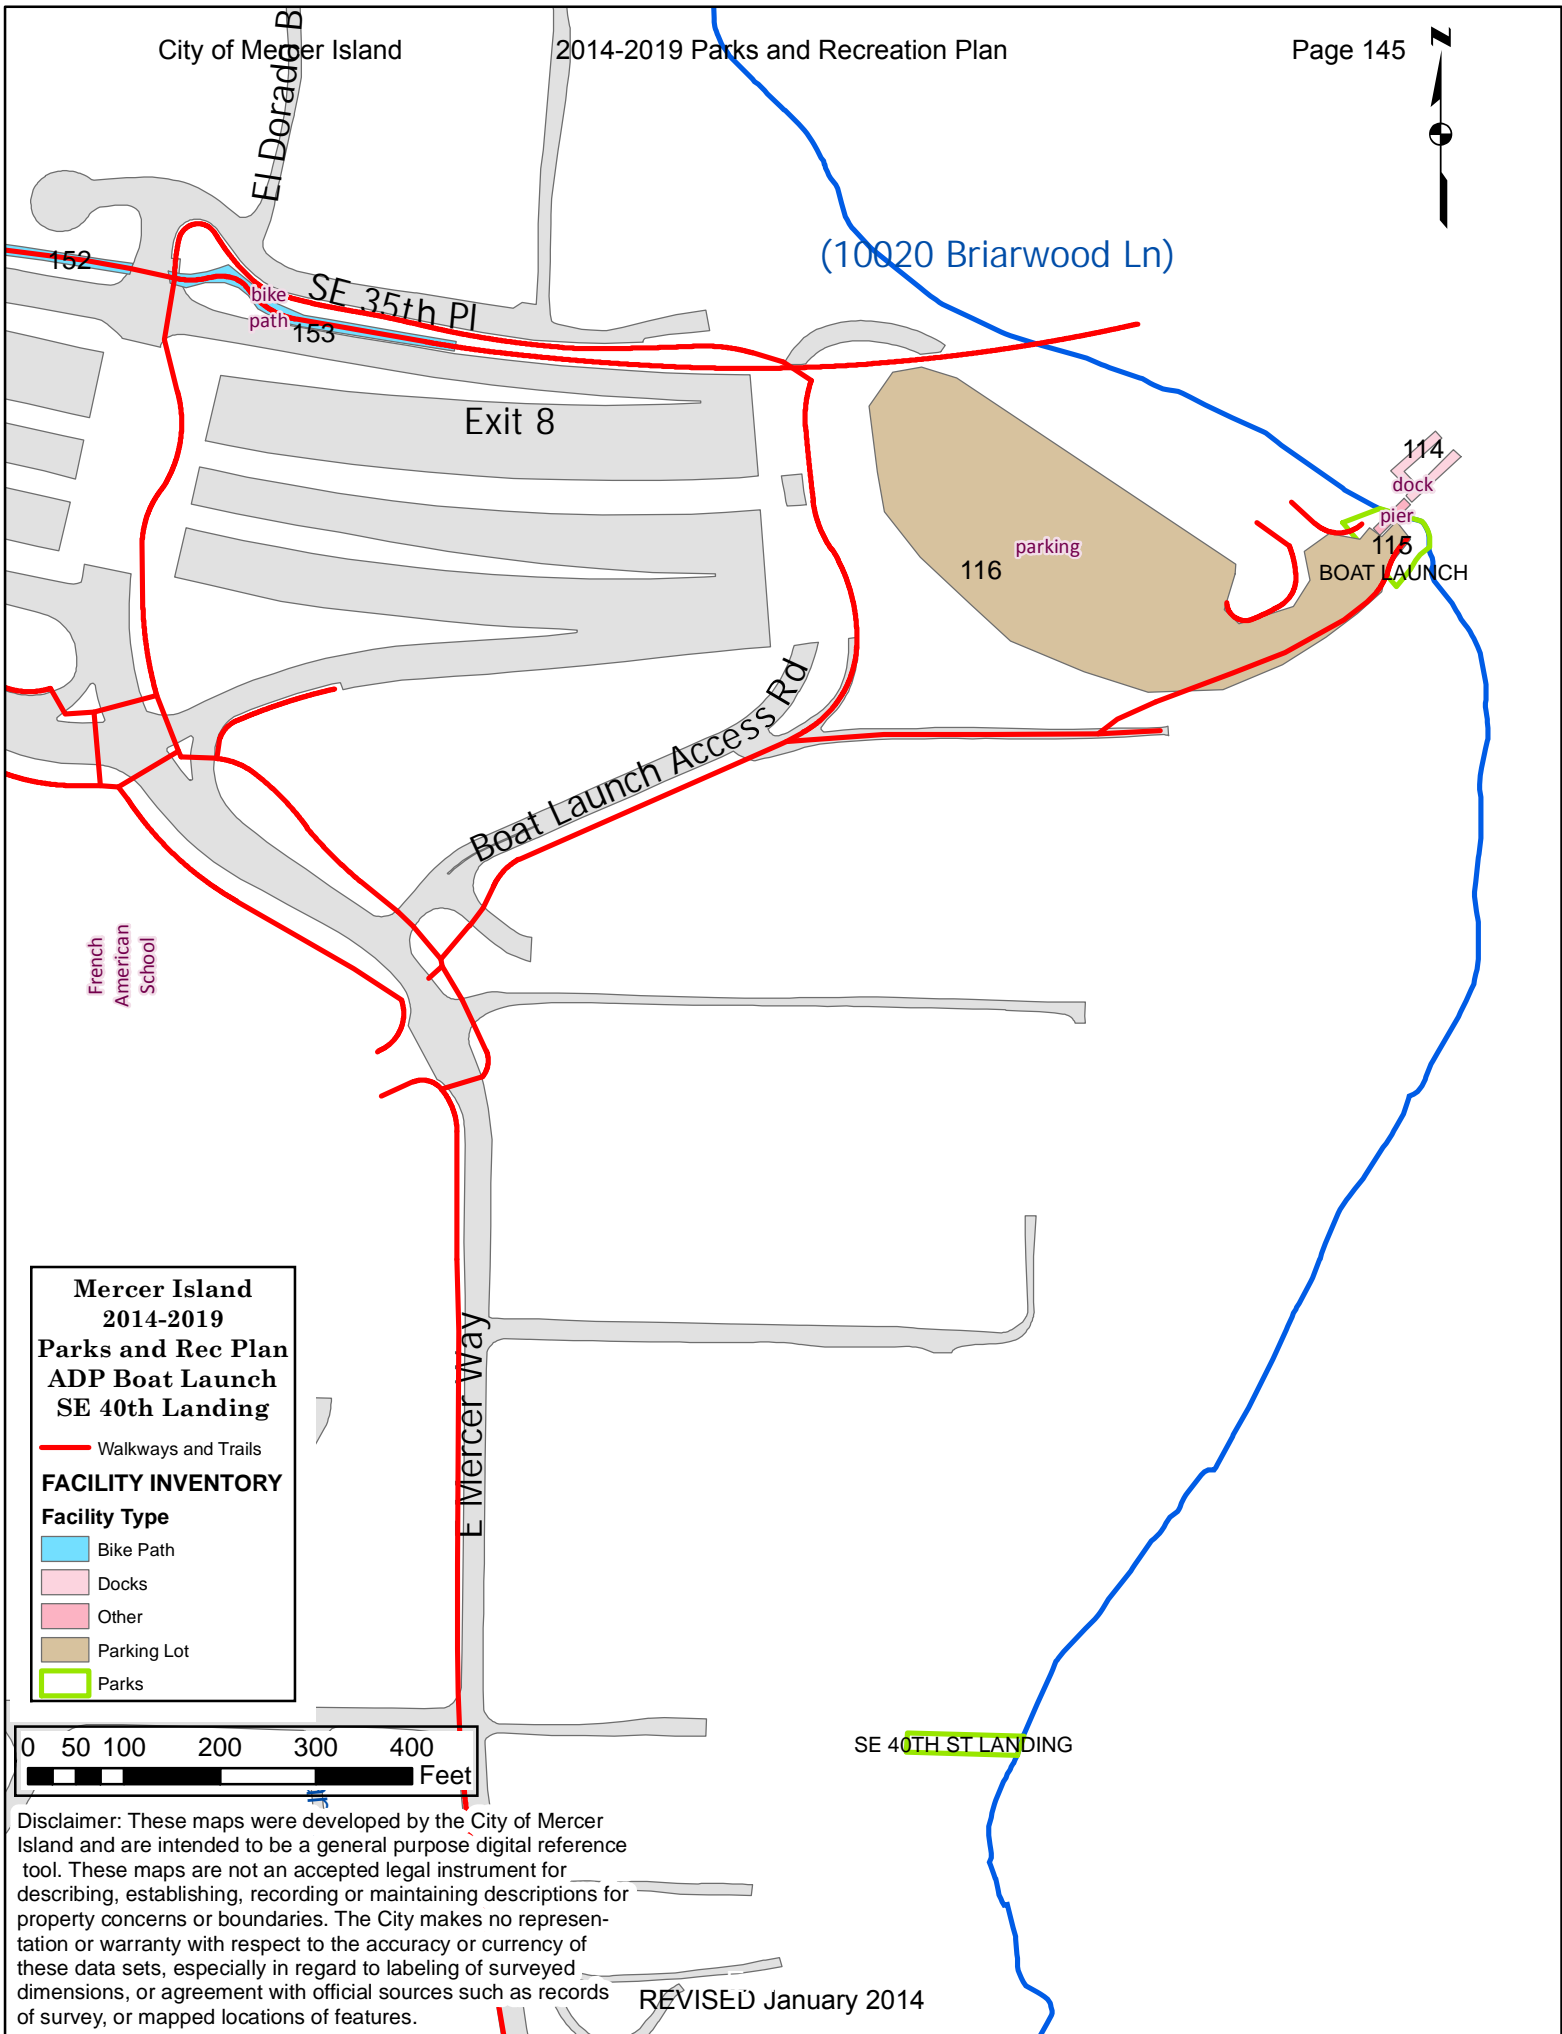 City of Mercer Island
2014-2019 Parks and Recreation Plan
Page 145
N
El Dorado B
(10020 Briarwood Ln)
152
bike
path
SE 35th Pl
153
Exit 8
114
dock
pier
115
BOAT LAUNCH
parking
116
Boat Launch Access Rd
French
American
School
E Mercer Way
Mercer Island
2014-2019
Parks and Rec Plan
ADP Boat Launch
SE 40th Landing
Walkways and Trails
FACILITY INVENTORY
Facility Type
Bike Path
Docks
Other
Parking Lot
Parks
SE 40TH ST LANDING
0 50 100 200 300 400
Feet
Disclaimer: These maps were developed by the City of Mercer
Island and are intended to be a general purpose digital reference
tool. These maps are not an accepted legal instrument for
describing, establishing, recording or maintaining descriptions for
property concerns or boundaries. The City makes no represen-
tation or warranty with respect to the accuracy or currency of
these data sets, especially in regard to labeling of surveyed
dimensions, or agreement with official sources such as records
of survey, or mapped locations of features.
REVISED January 2014